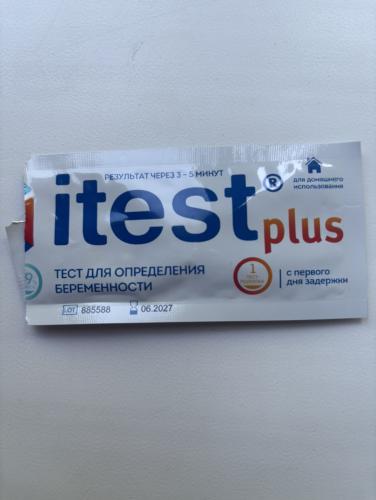 РЕЗУЛЬТАТ ЧЕРЕЗ 3 – 5 МИНУТ
для домашнего
использования
itest®
plus
ТЕСТ ДЛЯ ОПРЕДЕЛЕНИЯ
БЕРЕМЕННОСТИ
1
с первого
дня задержки
LOT 885588
06.2027